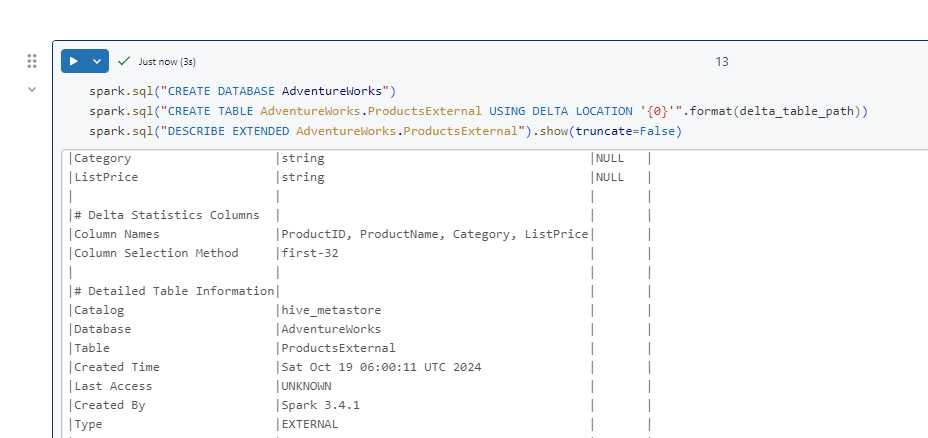 Just now (3s)
13
spark.sql("CREATE DATABASE AdventureWorks")
spark.sql("CREATE TABLE AdventureWorks.ProductsExternal USING DELTA LOCATION '{0}'".format(delta_table_path))
spark.sql("DESCRIBE EXTENDED AdventureWorks.ProductsExternal").show(truncate=False)
|Category                    |string                                     |NULL   |
|ListPrice                   |string                                     |NULL   |
|                            |                                           |       |
|# Delta Statistics Columns  |                                           |       |
|Column Names                |ProductID, ProductName, Category, ListPrice|       |
|Column Selection Method     |first-32                                   |       |
|                            |                                           |       |
|# Detailed Table Information|                                           |       |
|Catalog                     |hive_metastore                             |       |
|Database                    |AdventureWorks                             |       |
|Table                       |ProductsExternal                           |       |
|Created Time                |Sat Oct 19 06:00:11 UTC 2024               |       |
|Last Access                 |UNKNOWN                                    |       |
|Created By                  |Spark 3.4.1                                |       |
|Type                        |EXTERNAL                                   |       |